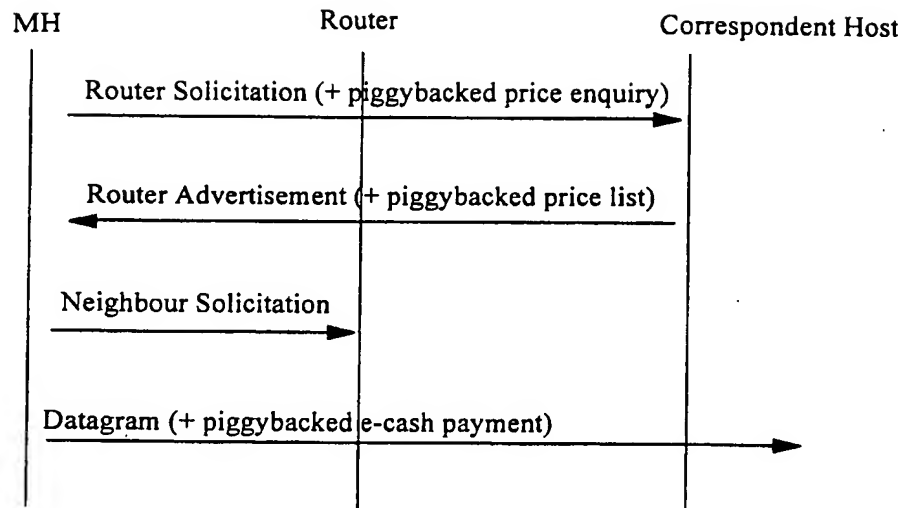 MH
Router
Correspondent Host
Router Solicitation (+ piggybacked price enquiry)
Router Advertisement (+ piggybacked price list)
Neighbour Solicitation
Datagram (+ piggybacked e-cash payment)